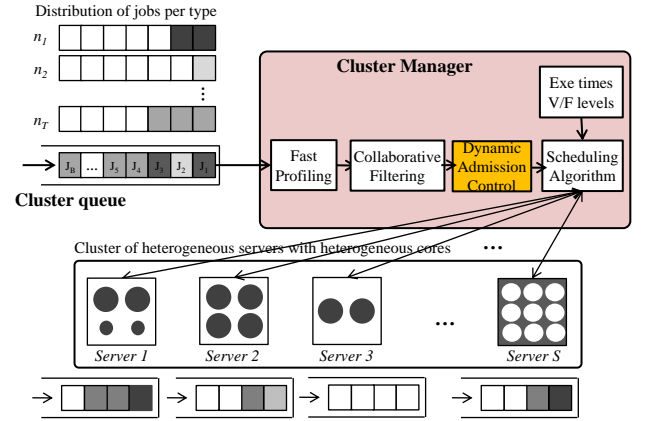 Distribution of jobs per type
n1
n2
...
nT
Cluster Manager
Exe times
V/F levels
Fast
Profiling
Collaborative
Filtering
Dynamic
Admission
Control
Scheduling
Algorithm
JB ... J5 J4 J3 J2 J1
Cluster queue
Cluster of heterogeneous servers with heterogeneous cores ...
...
Server 1 Server 2 Server 3 Server S